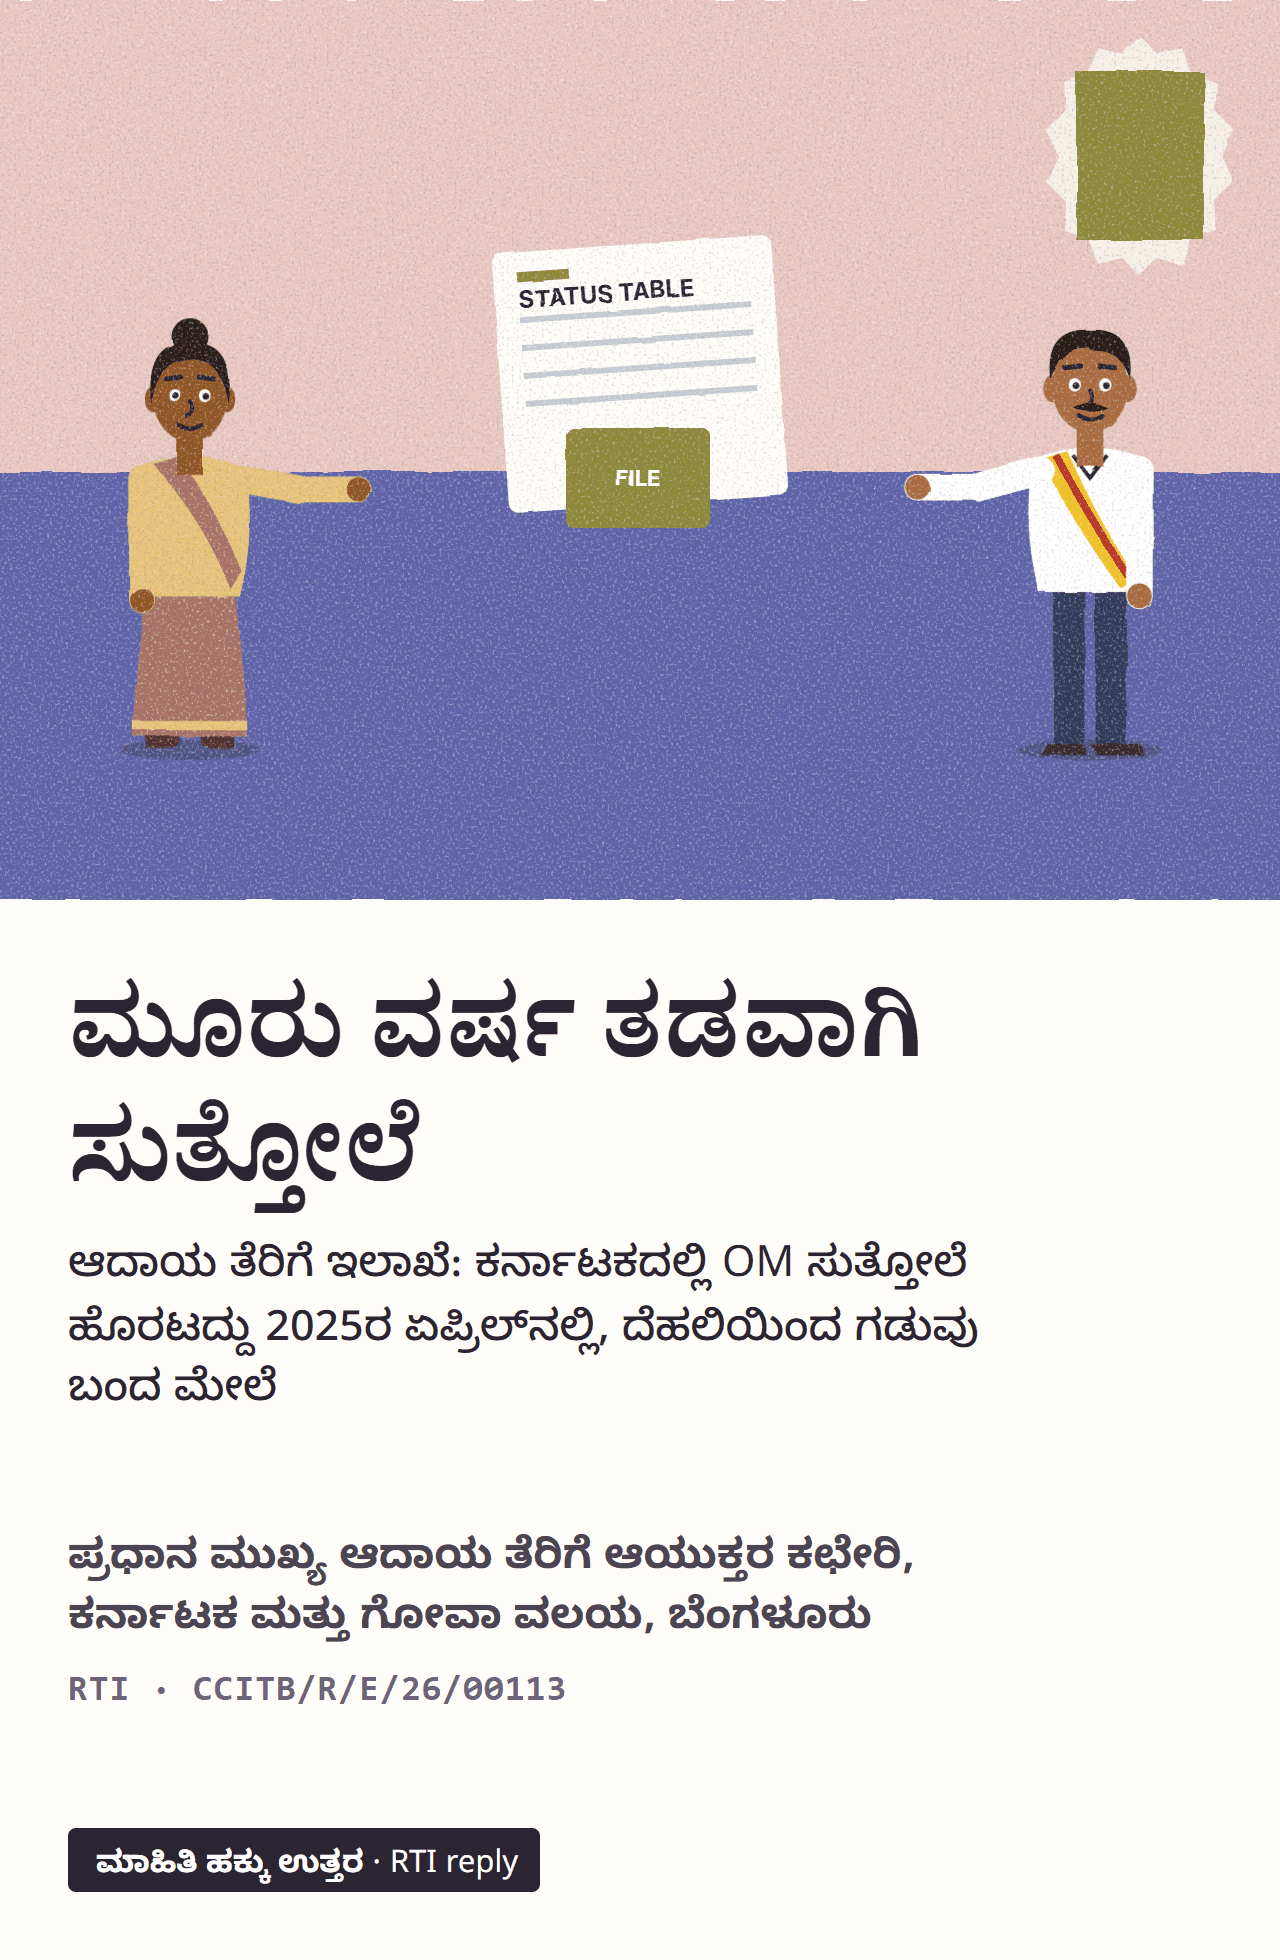 STATUS TABLE
FILE
ಮೂರು ವರ್ಷ ತಡವಾಗಿ
ಸುತ್ತೋಲೆ
ಆದಾಯ ತೆರಿಗೆ ಇಲಾಖೆ: ಕರ್ನಾಟಕದಲ್ಲಿ OM ಸುತ್ತೋಲೆ
ಹೊರಟದ್ದು 2025ರ ಏಪ್ರಿಲ್‌ನಲ್ಲಿ, ದೆಹಲಿಯಿಂದ ಗಡುವು
ಬಂದ ಮೇಲೆ
ಪ್ರಧಾನ ಮುಖ್ಯ ಆದಾಯ ತೆರಿಗೆ ಆಯುಕ್ತರ ಕಛೇರಿ,
ಕರ್ನಾಟಕ ಮತ್ತು ಗೋವಾ ವಲಯ, ಬೆಂಗಳೂರು
RTI · CCITB/R/E/26/00113
ಮಾಹಿತಿ ಹಕ್ಕು ಉತ್ತರ · RTI reply